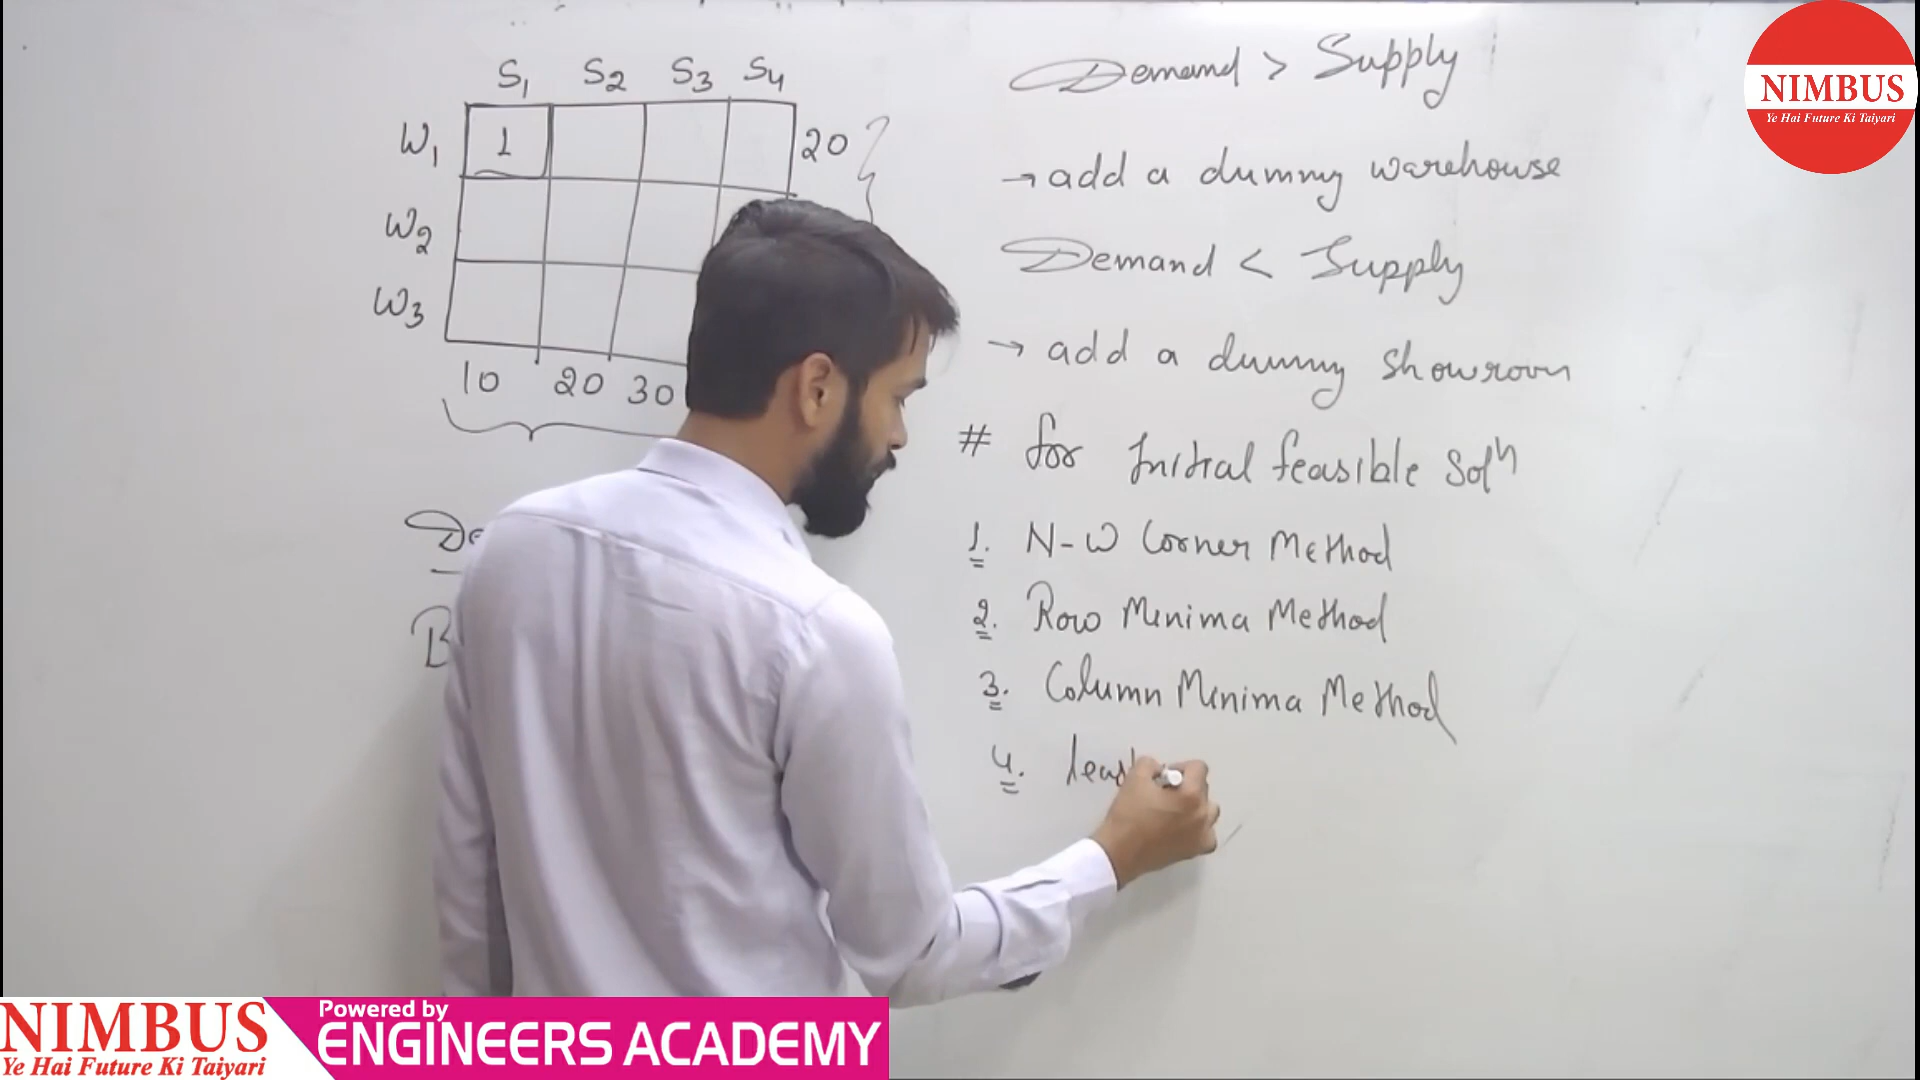 S1 S2 S3 S4
W1 1 20
W2
W3
10 20 30
Demand > Supply
→ add a dummy warehouse
Demand < Supply
→ add a dummy showroom
# for Initial feasible Solⁿ
1. N-W Corner Method
2. Row Minima Method
3. Column Minima Method
4. least
NIMBUS
Ye Hai Future Ki Taiyari
NIMBUS
Ye Hai Future Ki Taiyari
Powered by
ENGINEERS ACADEMY